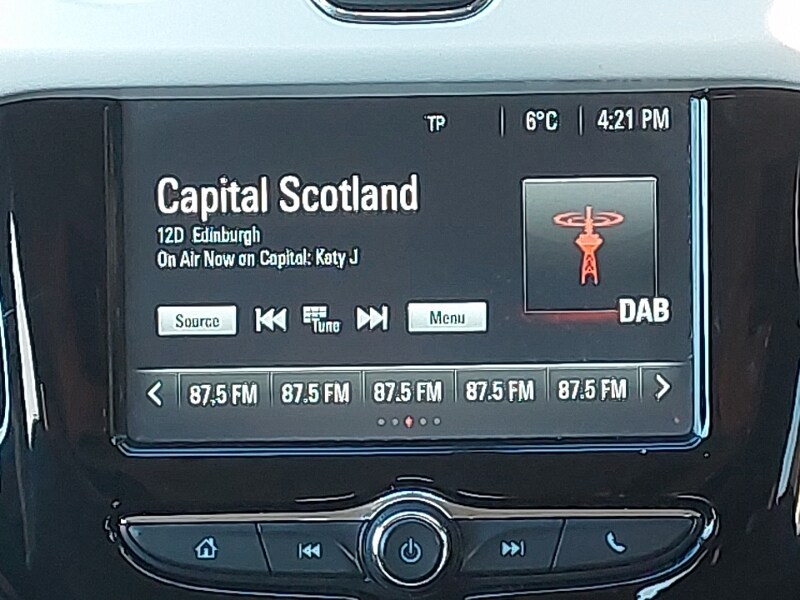 TP 6°C 4:21 PM
Capital Scotland
12D Edinburgh
On Air Now on Capital: Katy J
DAB
Source Tune Menu
87.5 FM 87.5 FM 87.5 FM 87.5 FM 87.5 FM